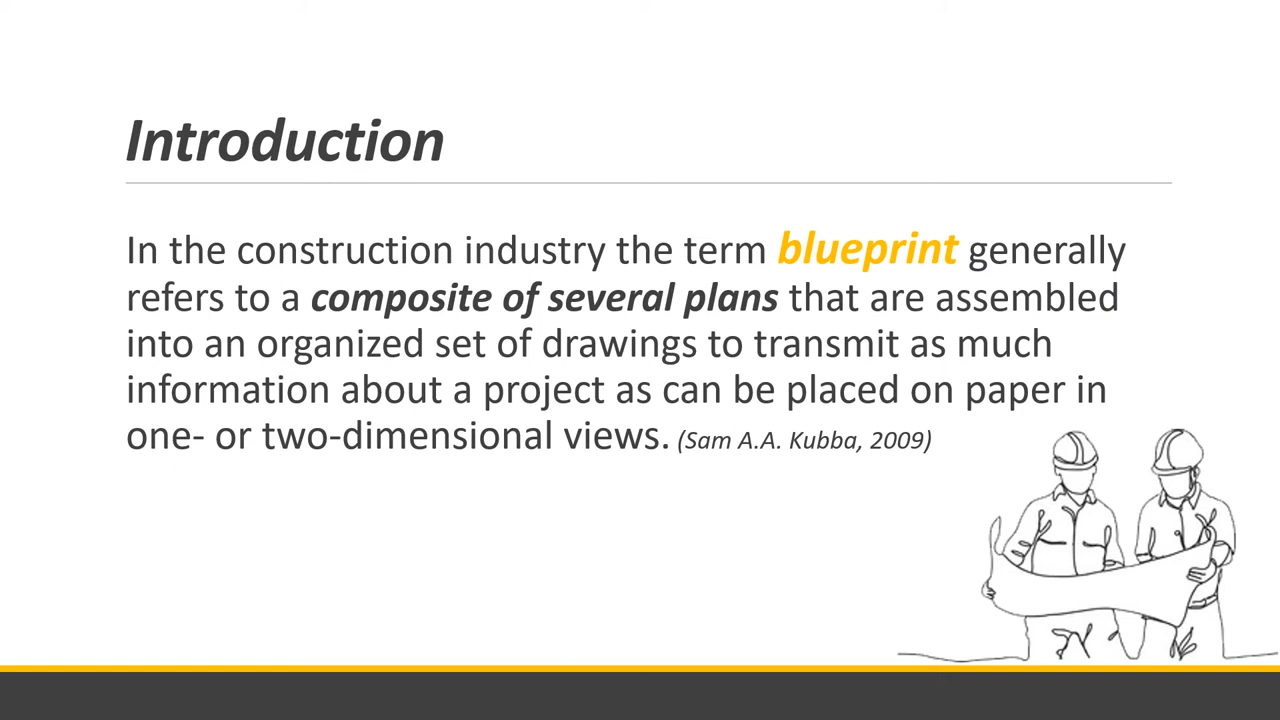 Introduction
In the construction industry the term blueprint generally
refers to a composite of several plans that are assembled
into an organized set of drawings to transmit as much
information about a project as can be placed on paper in
one- or two-dimensional views. (Sam A.A. Kubba, 2009)